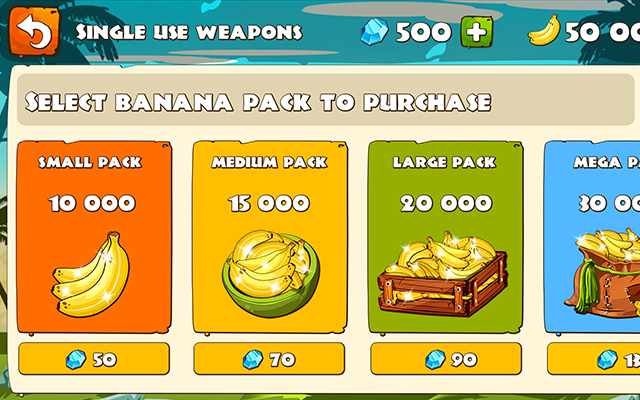 SINGLE USE WEAPONS
500
SELECT BANANA PACK TO PURCHASE
SMALL PACK
10 000
50
MEDIUM PACK
15 000
70
LARGE PACK
20 000
90
MEGA